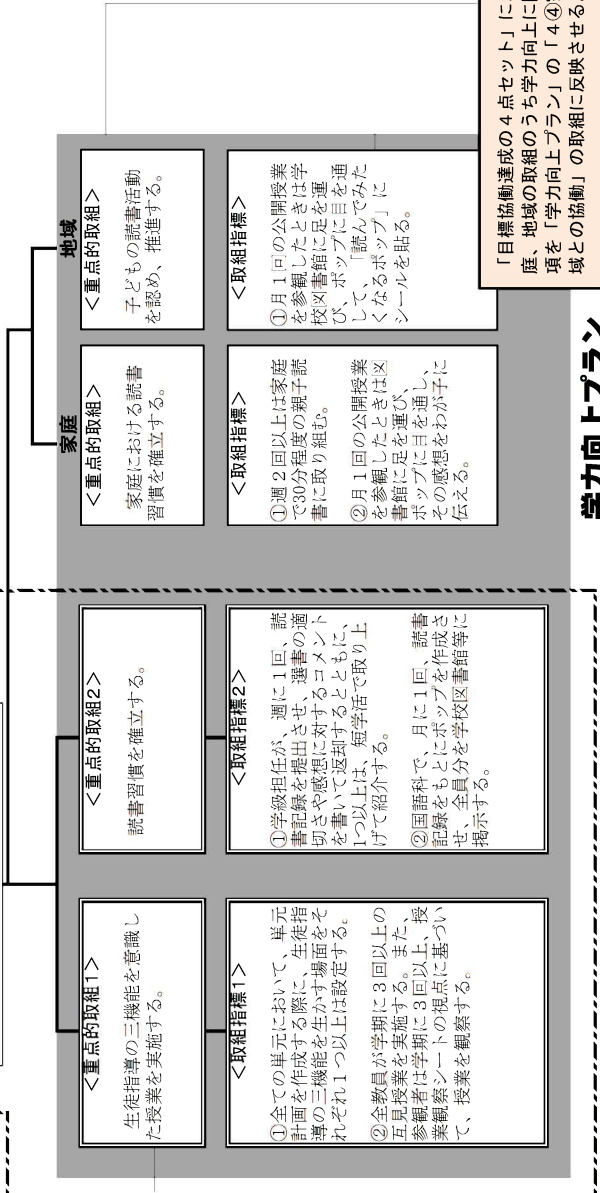 <重点的取組1>
生徒指導の三機能を意識し
た授業を実施する。
<取組指標1>
①全ての単元において、単元
計画を作成する際に、生徒指
導の三機能を生かす場面をそ
れぞれ1つ以上は設定する。
②全教員が学期に3回以上の
互見授業を実施する。また、
参観者は学期に3回以上、授
業観察シートの視点に基づい
て、授業を観察する。
<重点的取組2>
読書習慣を確立する。
<取組指標2>
①学級担任が、週に1回、読
書記録を提出させ、選書の適
切さや感想に対するコメント
を書いて返却するとともに、
1つ以上は、短学活で取り上
げて紹介する。
②国語科で、月に1回、読書
記録をもとにポップを作成さ
せ、全員分を学校図書館等に
掲示する。
家庭
<重点的取組>
家庭における読書
習慣を確立する。
<取組指標>
①週2回以上は家庭
で30分程度の親子読
書に取り組む。
②月1回の公開授業
を参観したときは図
書館に足を運び、
ポップに目を通し、
その感想をわが子に
伝える。
地域
<重点的取組>
子どもの読書活動
を認め、推進する。
<取組指標>
①月1回の公開授業
を参観したときは学
校図書館に足を運
び、ポップに目を通
して、「読んでみた
くなるポップ」に
シールを貼る。
「目標協働達成の4点セット」に
庭、地域の取組のうち学力向上に
項を「学力向上プラン」の「4④
域との協働」の取組に反映させる
学力向上プラン